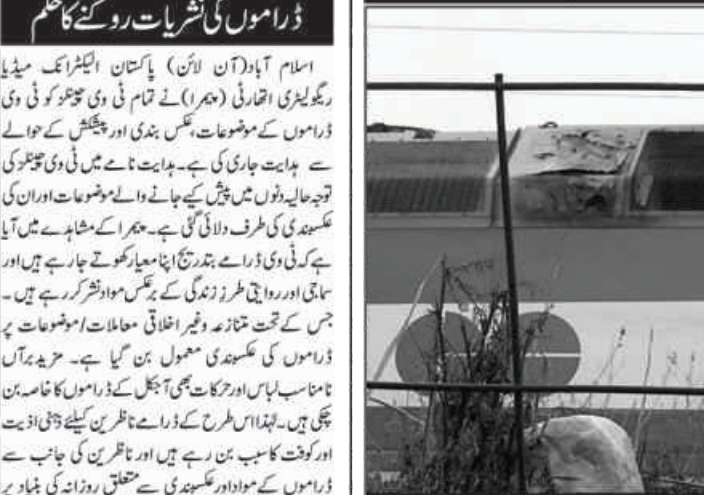 ڈراموں کی نشریات روکنے کا حکم
اسلام آباد(آن لائن) پاکستان الیکٹرانک میڈیا
ریگولیٹری اتھارٹی (پیمرا)نے تمام ٹی وی چینلز کو ٹی وی
ڈراموں کے موضوعات،عکس بندی اور پیشکش کے حوالے
سے ہدایت جاری کی ہے۔ہدایت نامے میں ٹی وی چینلز کی
توجہ حالیہ دنوں میں پیش کیے جانے والے موضوعات اور ان کی
عکسبندی کی طرف دلائی گئی ہے۔ پیمرا کے مشاہدے میں آیا
ہے کہ ٹی وی ڈرامے بتدریج اپنا معیار کھوتے جا رہے ہیں اور
سماجی اور روایتی طرز زندگی کے برعکس مواد نشر کر رہے ہیں ۔
جس کے تحت متنازعہ وغیر اخلاقی معاملات/موضوعات پر
ڈراموں کی عکسبندی معمول بن گیا ہے۔ مزید برآں
نامناسب لباس اور حرکات بھی آجکل کے ڈراموں کا خاصہ بن
چکی ہیں۔لہٰذا اس طرح کے ڈرامے ناظرین کیلئے ذہنی اذیت
اور کوفت کا سبب بن رہے ہیں اور ناظرین کی جانب سے
ڈراموں کے مواد اور عکسبندی سے متعلق روزانہ کی بنیاد پر